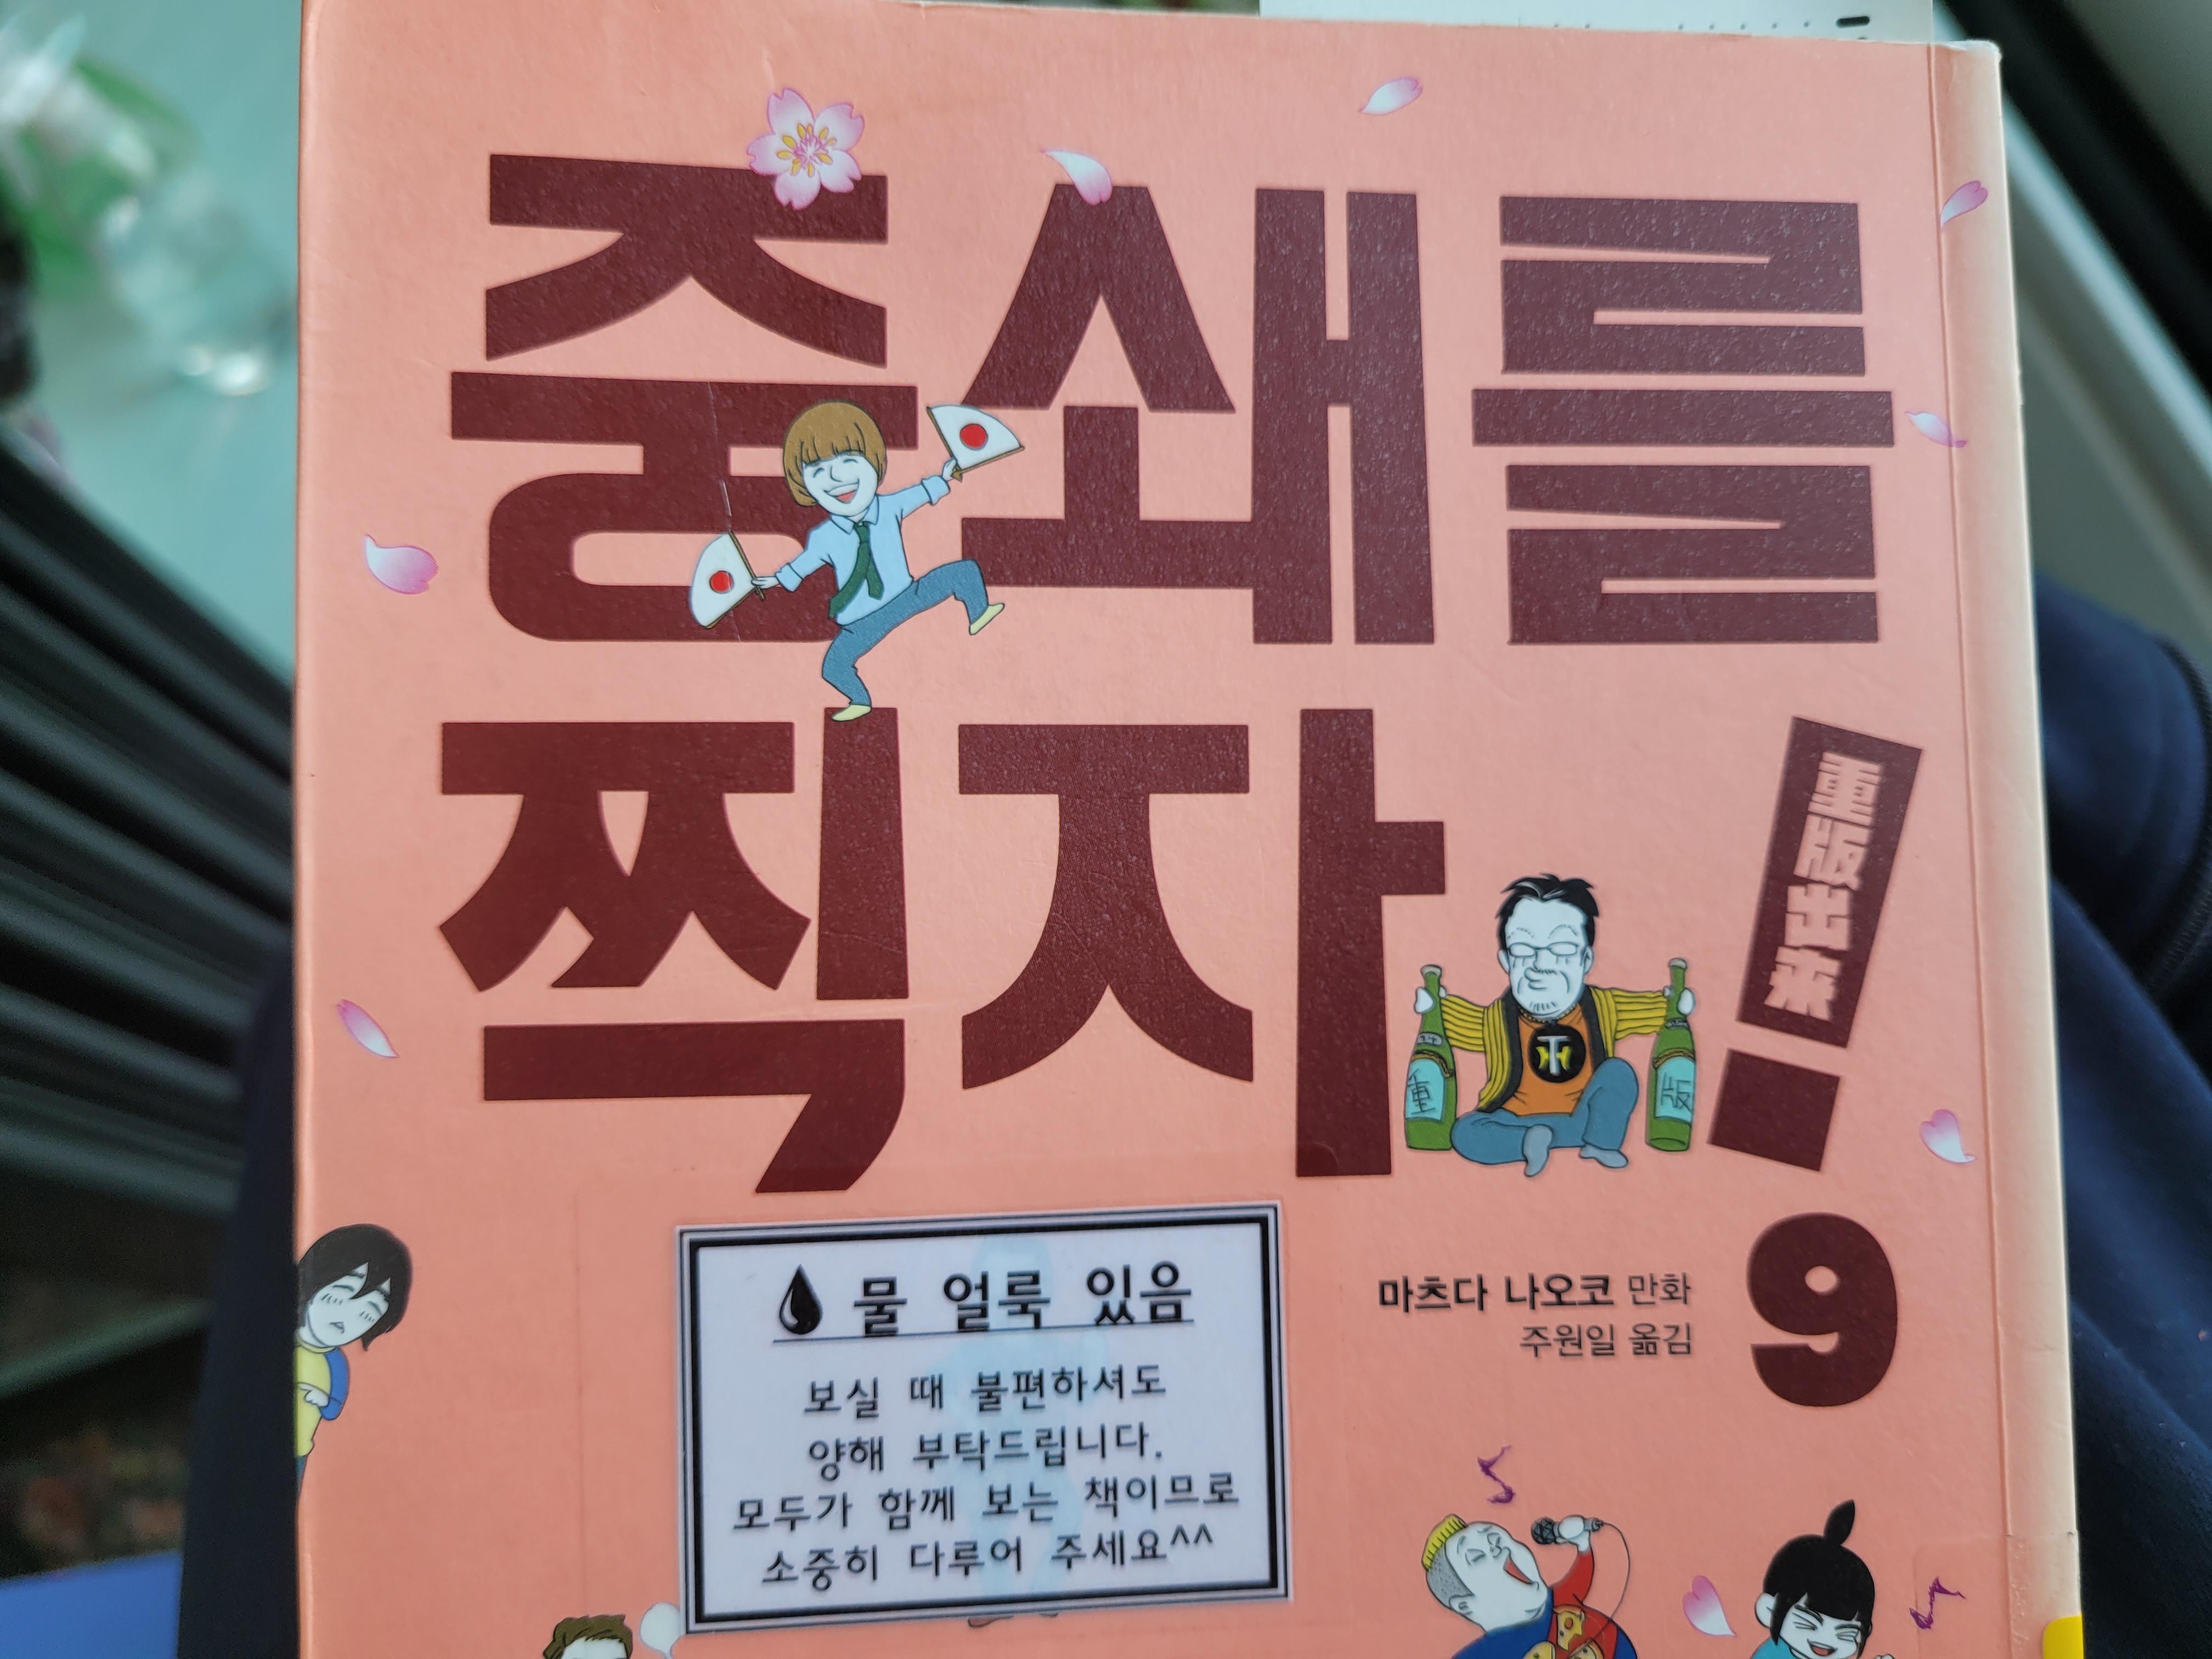 중쇄를
찍자!
重版出来
重
版
9
마츠다 나오코 만화
주원일 옮김
물 얼룩 있음
보실 때 불편하셔도
양해 부탁드립니다.
모두가 함께 보는 책이므로
소중히 다루어 주세요^^